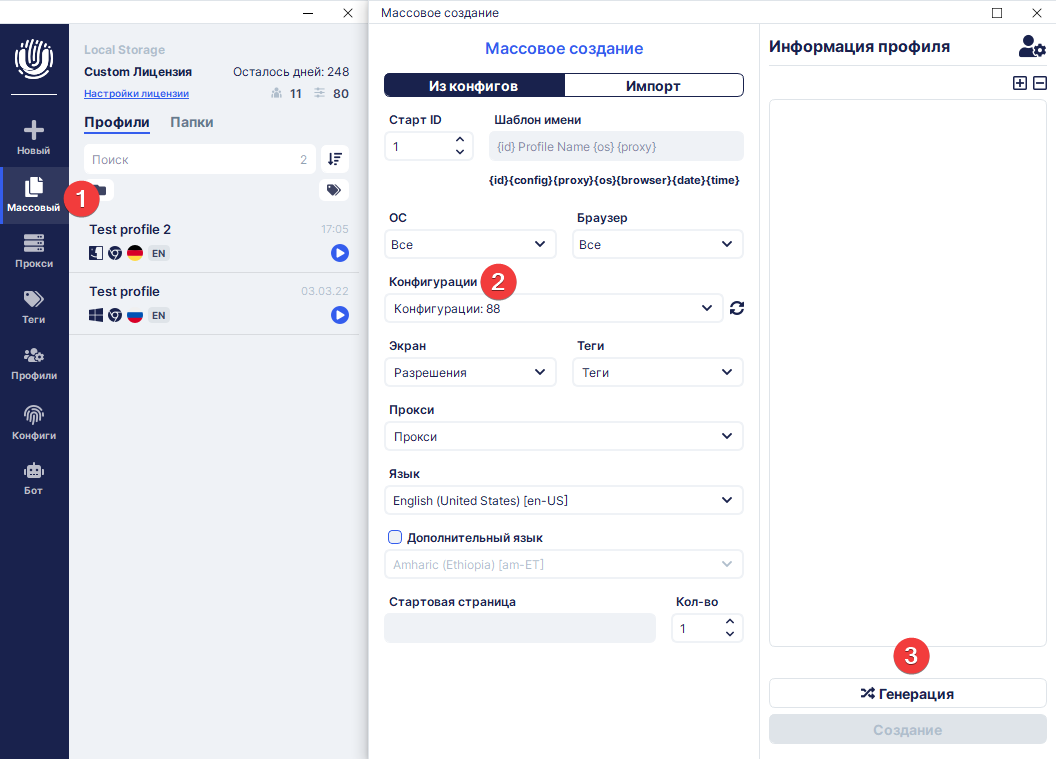 Массовое создание
Local Storage
Custom Лицензия
Осталось дней: 248
Настройки лицензии
11
80
Профили
Папки
Поиск
2
Новый
Массовый
1
Прокси
Теги
Профили
Конфиги
Бот
Test profile 2
17:05
EN
Test profile
03.03.22
EN
Массовое создание
Из конфигов
Импорт
Старт ID
Шаблон имени
1
{id} Profile Name {os} {proxy}
{id}{config}{proxy}{os}{browser}{date}{time}
ОС
Браузер
Все
Все
Конфигурации
2
Конфигурации: 88
Экран
Теги
Разрешения
Теги
Прокси
Прокси
Язык
English (United States) [en-US]
Дополнительный язык
Amharic (Ethiopia) [am-ET]
Стартовая страница
Кол-во
1
Информация профиля
3
Генерация
Создание